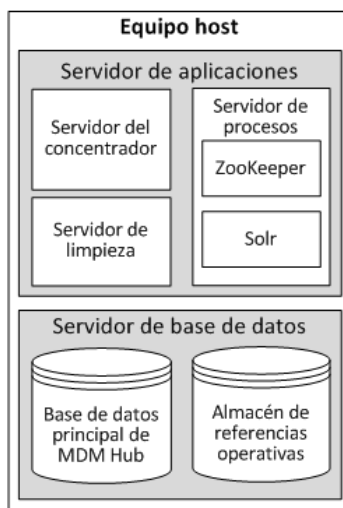 Equipo host
Servidor de aplicaciones
Servidor del
concentrador
Servidor de
limpieza
Servidor de
procesos
ZooKeeper
Solr
Servidor de base de datos
Base de datos
principal de
MDM Hub
Almacén de
referencias
operativas